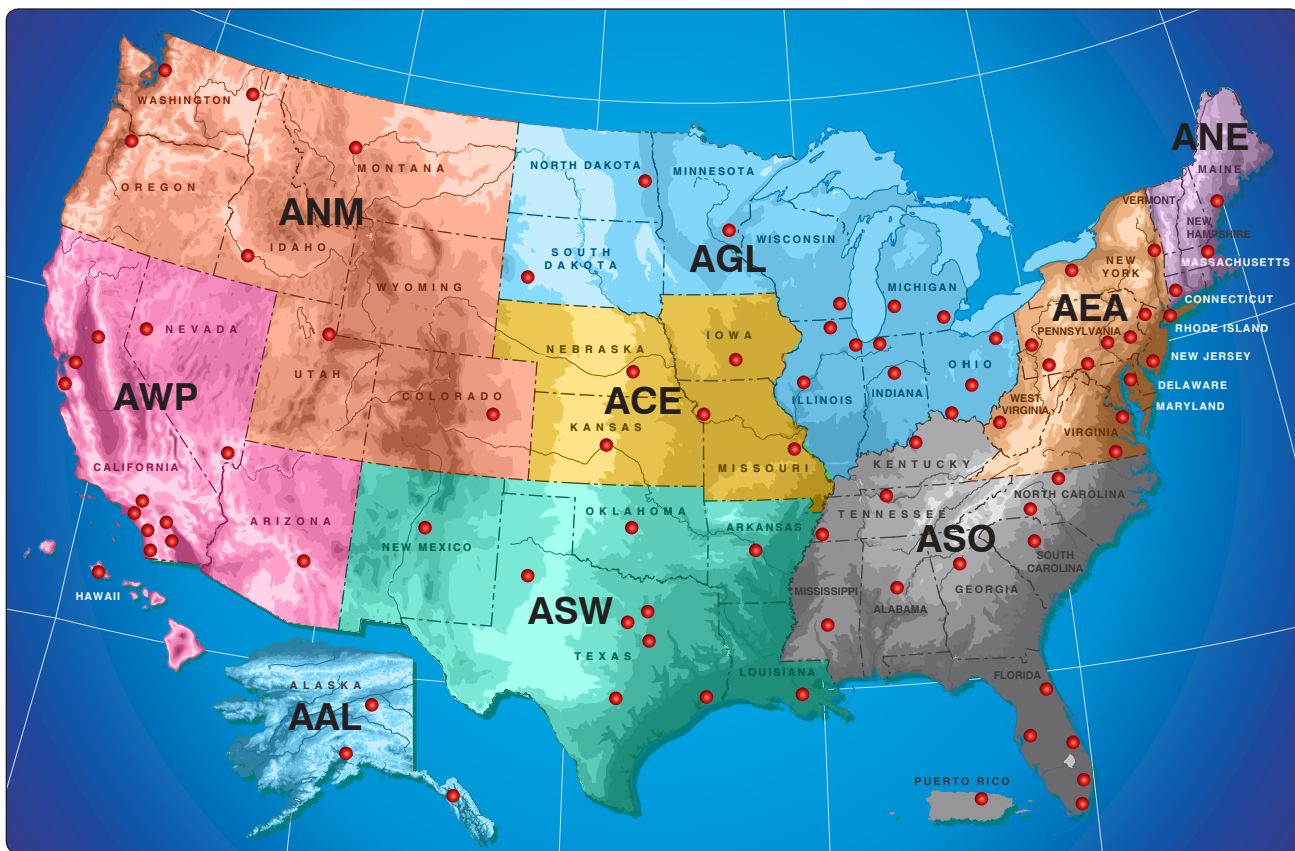 WASHINGTON
OREGON
MONTANA
IDAHO
ANM
WYOMING
UTAH
COLORADO
NEVADA
AWP
CALIFORNIA
ARIZONA
HAWAII
ALASKA
AAL
NORTH DAKOTA
SOUTH
DAKOTA
MINNESOTA
WISCONSIN
AGL
MICHIGAN
ILLINOIS
INDIANA
OHIO
NEBRASKA
IOWA
ACE
KANSAS
MISSOURI
NEW MEXICO
OKLAHOMA
ARKANSAS
ASW
TEXAS
LOUISIANA
KENTUCKY
TENNESSEE
NORTH CAROLINA
ASO
SOUTH
CAROLINA
MISSISSIPPI
ALABAMA
GEORGIA
FLORIDA
PUERTO RICO
ANE
MAINE
VERMONT
NEW
HAMPSHIRE
MASSACHUSETTS
CONNECTICUT
RHODE ISLAND
NEW
YORK
AEA
PENNSYLVANIA
NEW JERSEY
DELAWARE
MARYLAND
WEST
VIRGINIA
VIRGINIA